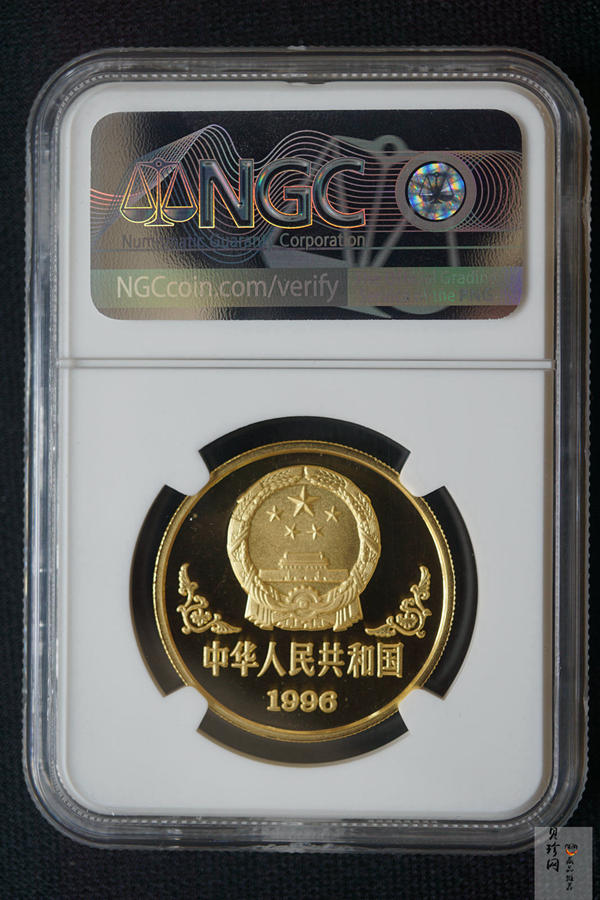 NGC
Numismatic Guaranty Corporation
NGCcoin.com/verify
中华人民共和国
1996
贝珍网